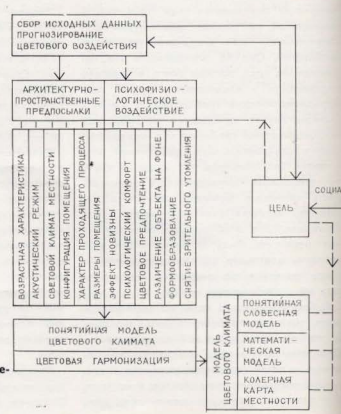 СБОР ИСХОДНЫХ ДАННЫХ
ПРОГНОЗИРОВАНИЕ
ЦВЕТОВОГО ВОЗДЕЙСТВИЯ
АРХИТЕКТУРНО-
ПРОСТРАНСТВЕННЫЕ
ПРЕДПОСЫЛКИ
ПСИХОФИЗИО-
ЛОГИЧЕСКОЕ
ВОЗДЕЙСТВИЕ
ВОЗРАСТНАЯ ХАРАКТЕРИСТИКА
АКУСТИЧЕСКИЙ РЕЖИМ
СВЕТОВОЙ КЛИМАТ МЕСТНОСТИ
КОНФИГУРАЦИЯ ПОМЕЩЕНИЯ
ХАРАКТЕР ПРОХОДЯЩЕГО ПРОЦЕССА
РАЗМЕРЫ ПОМЕЩЕНИЯ
ЭФФЕКТ НОВИЗНЫ
ПСИХОЛОГИЧЕСКИЙ КОМФОРТ
ЦВЕТОВОЕ ПРЕДПОЧТЕНИЕ
РАЗЛИЧЕНИЕ ОБЪЕКТА НА ФОНЕ
ФОРМООБРАЗОВАНИЕ
СНЯТИЕ ЗРИТЕЛЬНОГО УТОМЛЕНИЯ
ЦЕЛЬ
СОЦИА
ПОНЯТИЙНАЯ МОДЕЛЬ
ЦВЕТОВОГО КЛИМАТА
ЦВЕТОВАЯ ГАРМОНИЗАЦИЯ
МОДЕЛЬ
ЦВЕТОВОГО КЛИМАТА
ПОНЯТИЙНАЯ
СЛОВЕСНАЯ
МОДЕЛЬ
МАТЕМАТИ-
ЧЕСКАЯ
МОДЕЛЬ
КОЛЕРНАЯ
КАРТА
МЕСТНОСТИ
е-